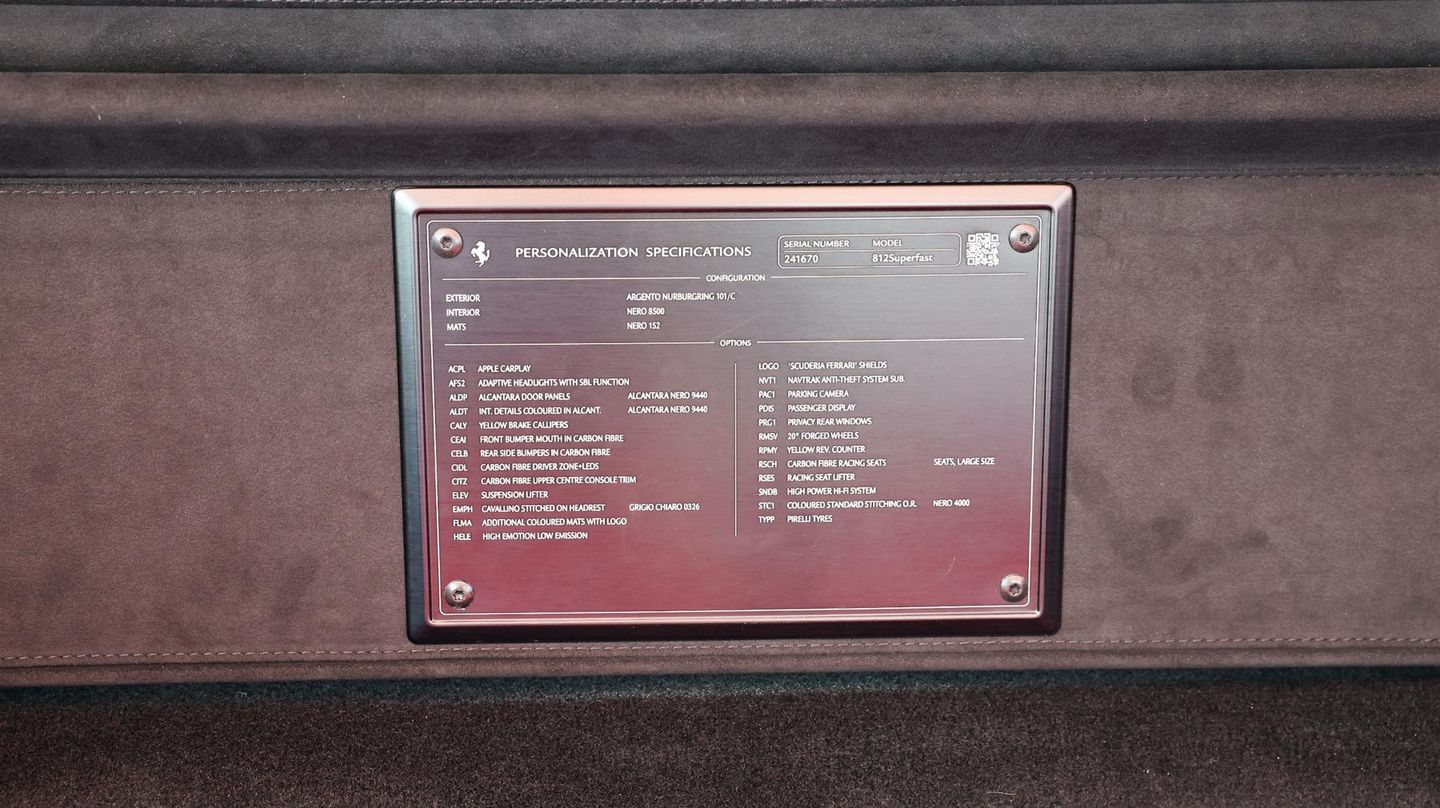 PERSONALIZATION SPECIFICATIONS
SERIAL NUMBER MODEL
241670 812Superfast
CONFIGURATION
EXTERIOR ARGENTO NURBURGRING 101/C
INTERIOR NERO 8500
MATS NERO 152
OPTIONS
ACPL APPLE CARPLAY
AFS2 ADAPTIVE HEADLIGHTS WITH SBL FUNCTION
ALDP ALCANTARA DOOR PANELS ALCANTARA NERO 9440
ALDT INT. DETAILS COLOURED IN ALCANT. ALCANTARA NERO 9440
CALY YELLOW BRAKE CALLIPERS
CEAI FRONT BUMPER MOUTH IN CARBON FIBRE
CELB REAR SIDE BUMPERS IN CARBON FIBRE
CIDL CARBON FIBRE DRIVER ZONE+LEDS
CITZ CARBON FIBRE UPPER CENTRE CONSOLE TRIM
ELEV SUSPENSION LIFTER
EMPH CAVALLINO STITCHED ON HEADREST GRIGIO CHIARO 0326
FLMA ADDITIONAL COLOURED MATS WITH LOGO
HELE HIGH EMOTION LOW EMISSION
LOGO 'SCUDERIA FERRARI' SHIELDS
NVT1 NAVTRAK ANTI-THEFT SYSTEM SUB.
PAC1 PARKING CAMERA
PDIS PASSENGER DISPLAY
PRG1 PRIVACY REAR WINDOWS
RMSV 20" FORGED WHEELS
RPMY YELLOW REV. COUNTER
RSCH CARBON FIBRE RACING SEATS SEATS, LARGE SIZE
RSES RACING SEAT LIFTER
SNDB HIGH POWER HI-FI SYSTEM
STC1 COLOURED STANDARD STITCHING O.R. NERO 4000
TYPP PIRELLI TYRES